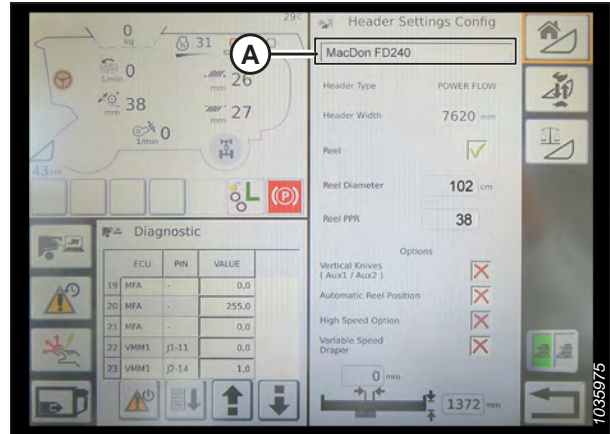 29c
0
kg
31
A
Header Settings Config
MacDon FD240
0
1/min
26
mm
38
mm
27
mm
0
1/min
43cm
L
(P)
Header Type POWER FLOW
Header Width 7620 mm
Reel
Reel Diameter 102 cm
Reel PPR 38
Options
Vertical Knives
( Aux1 / Aux2 )
Automatic Reel Position
High Speed Option
Variable Speed
Draper
0 mm
1372 mm
Diagnostic
ECU PIN VALUE
19 MFA - 0,0
20 MFA - 255,0
21 MFA - 0,0
22 VMM1 J1-11 0,0
23 VMM1 J2-14 1,0
1035975